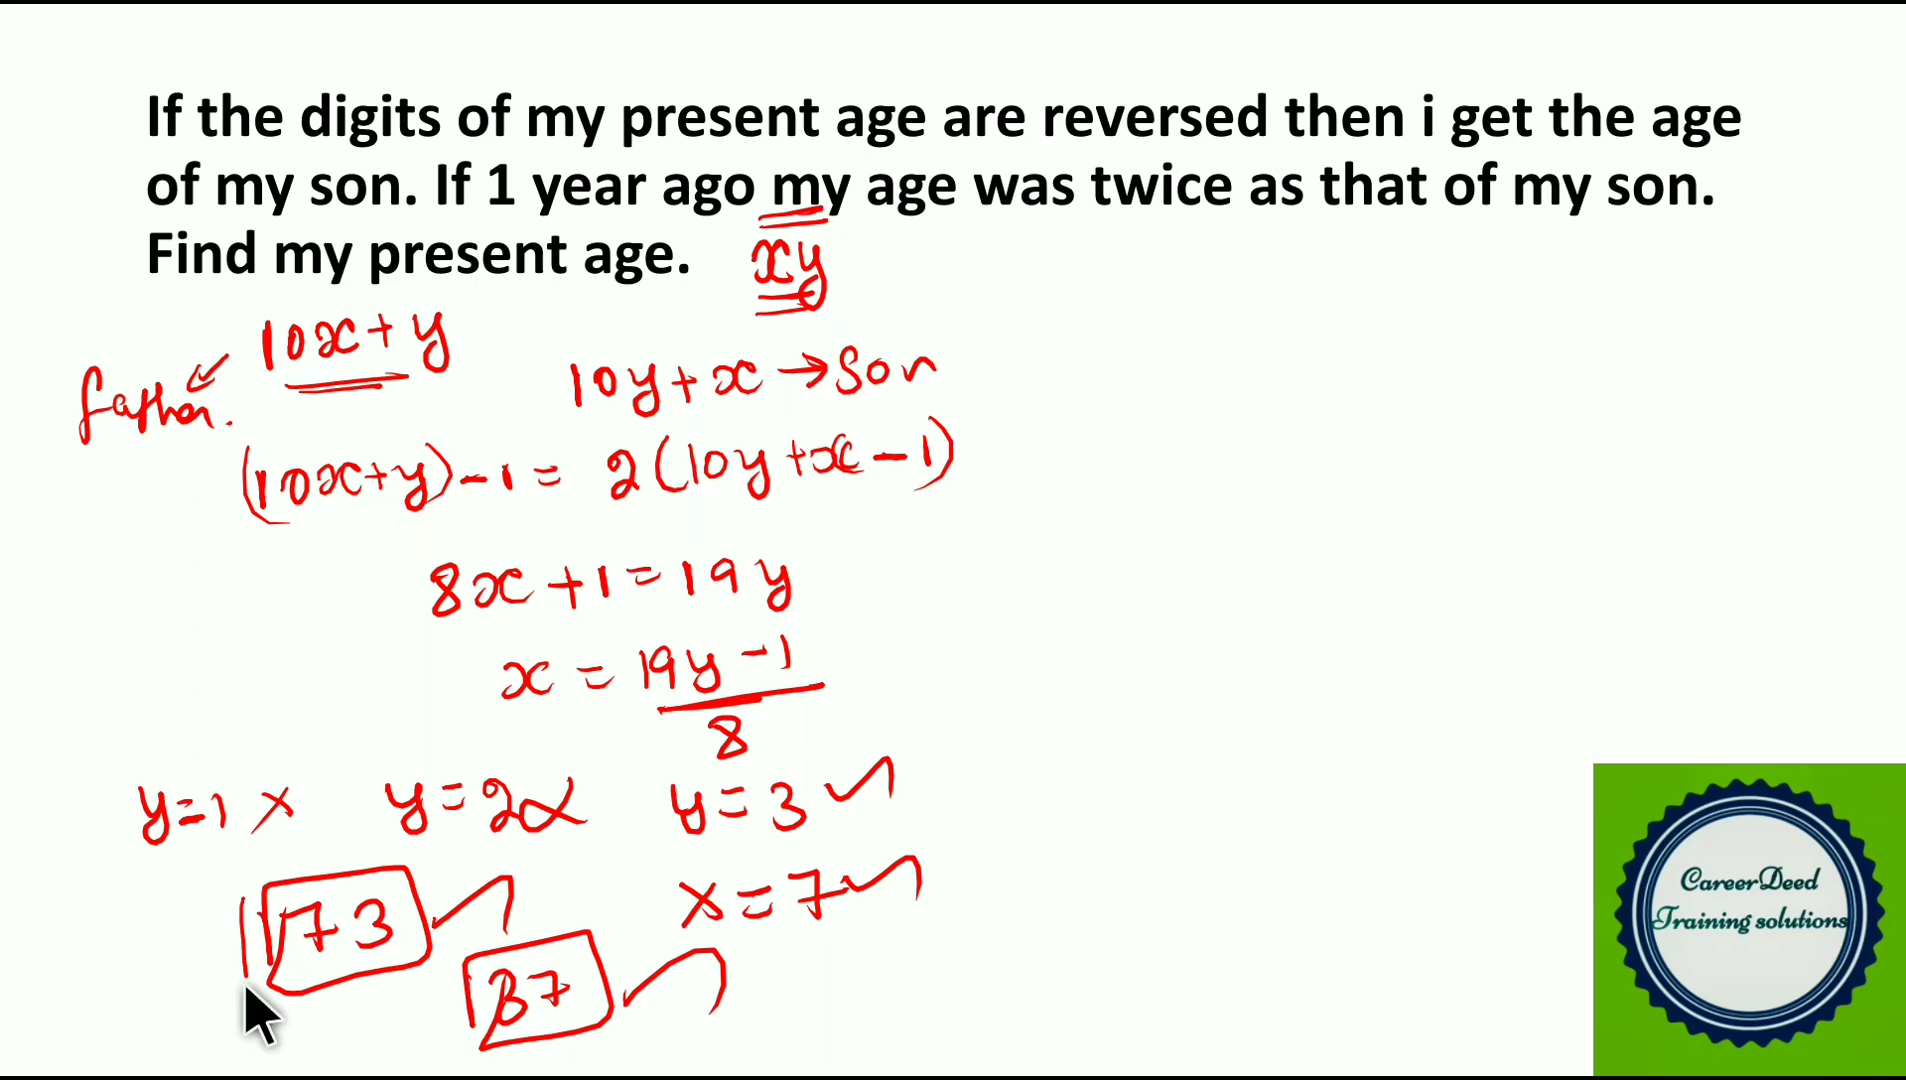 If the digits of my present age are reversed then i get the age
of my son. If 1 year ago my age was twice as that of my son.
Find my present age.
xy
10x+y
father.
10y+x→Son
(10x+y)-1= 2(10y+x-1)
8x+1=19y
x = 19y-1
8
y=1 x y=2x y=3 ✓
73 ✓ x=7 ✓
37 ✓
CareerDeed
Training solutions